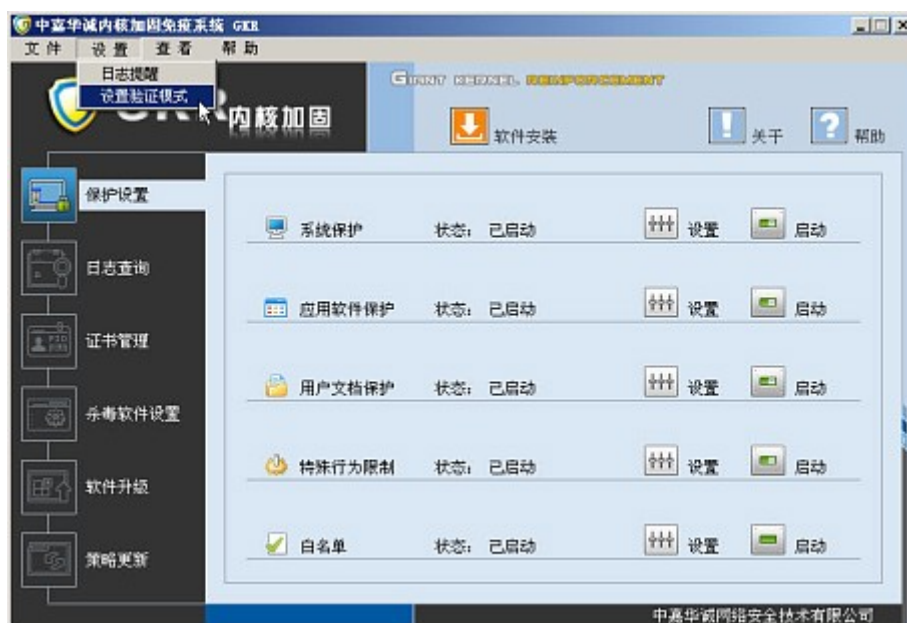 中嘉华诚内核加固免疫系统 GKR
文件 设置 查看 帮助
日志提醒
设置验证模式
GIANT KERNEL REINFORCEMENT
内核加固
软件安装
关于
帮助
保护设置
日志查询
证书管理
杀毒软件设置
软件升级
策略更新
系统保护 状态: 已启动 设置 启动
应用软件保护 状态: 已启动 设置 启动
用户文档保护 状态: 已启动 设置 启动
特殊行为限制 状态: 已启动 设置 启动
白名单 状态: 已启动 设置 启动
中嘉华诚网络安全技术有限公司